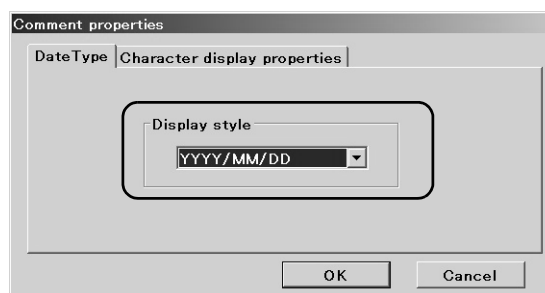 Comment properties
DateType Character display properties
Display style
YYYY/MM/DD
OK Cancel